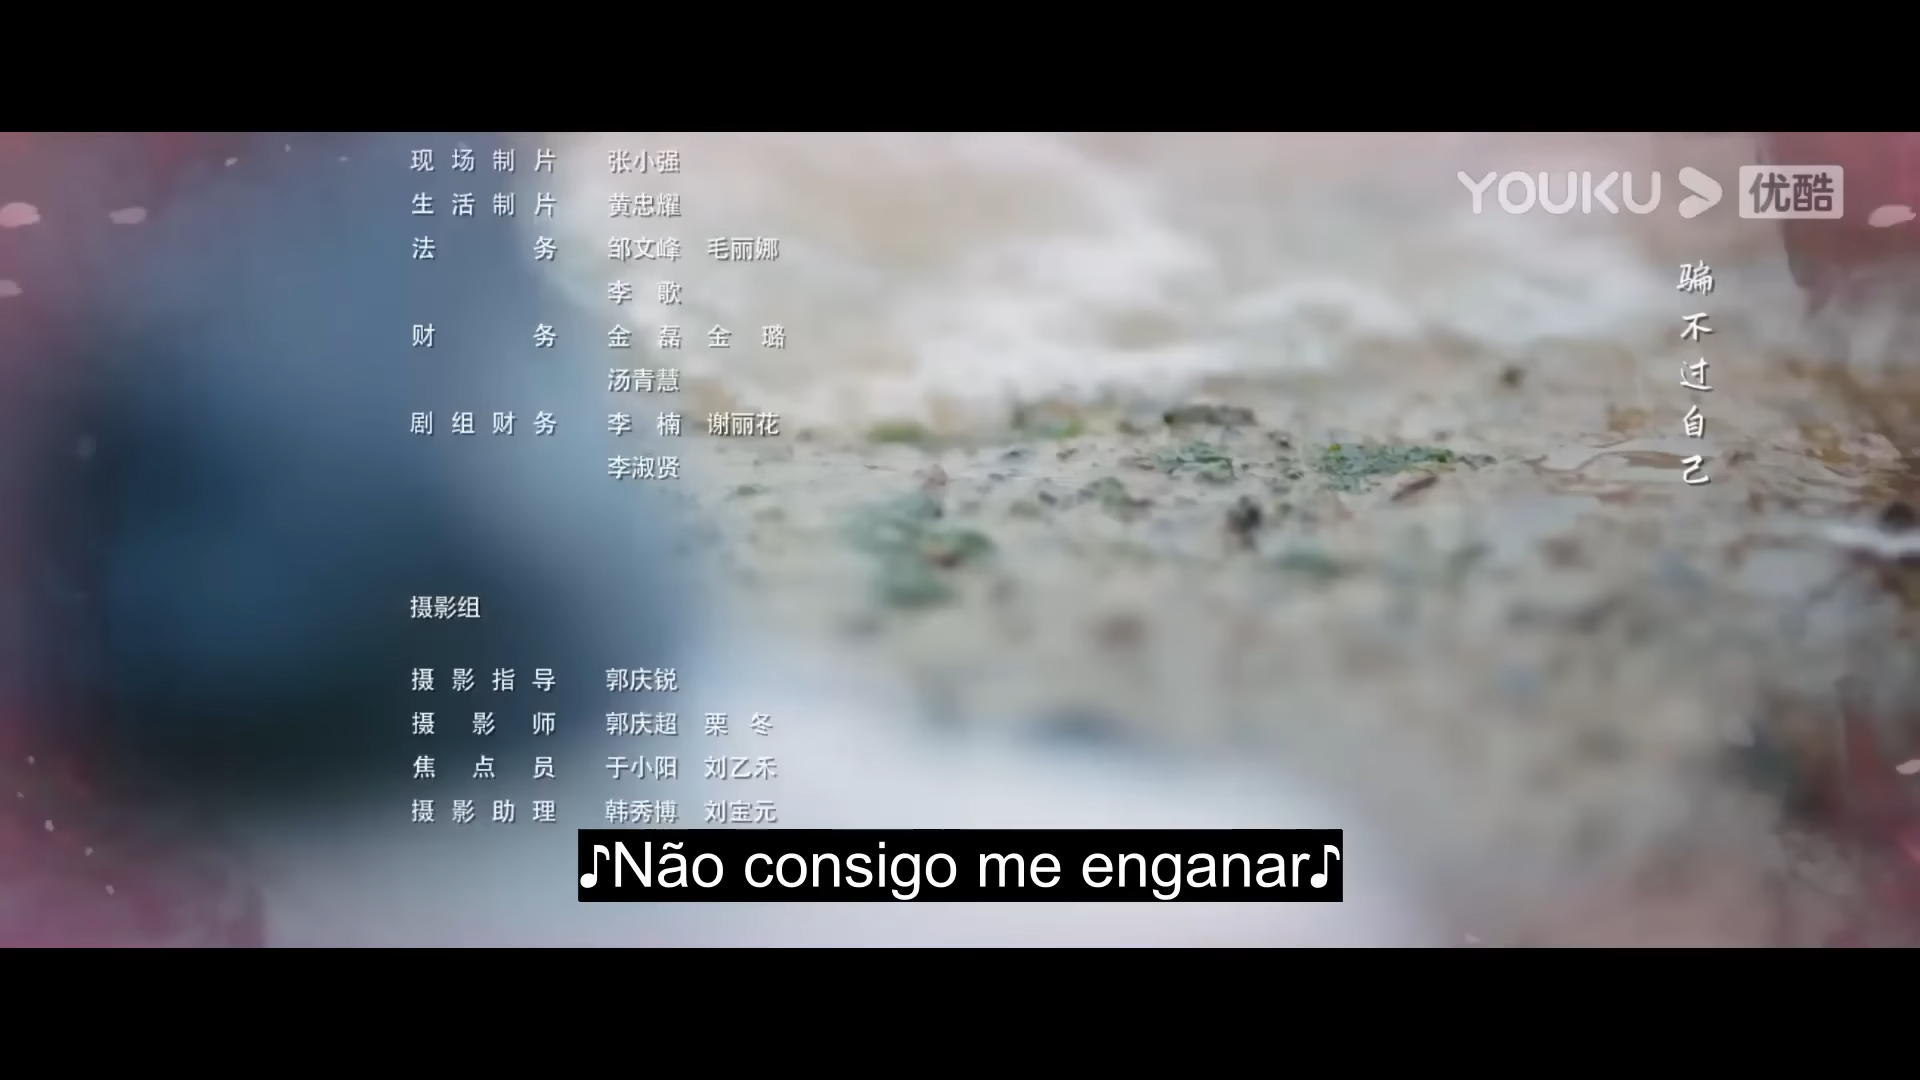 现场制片 张小强
生活制片 黄忠耀
法务 邹文峰 毛丽娜
李歌
财务 金磊 金璐
汤青慧
剧组财务 李楠 谢丽花
李淑贤
摄影组
摄影指导 郭庆锐
摄影师 郭庆超 栗冬
焦点员 于小阳 刘乙禾
摄影助理 韩秀博 刘宝元
YOUKU 优酷
骗不过自己
♪Não consigo me enganar♪